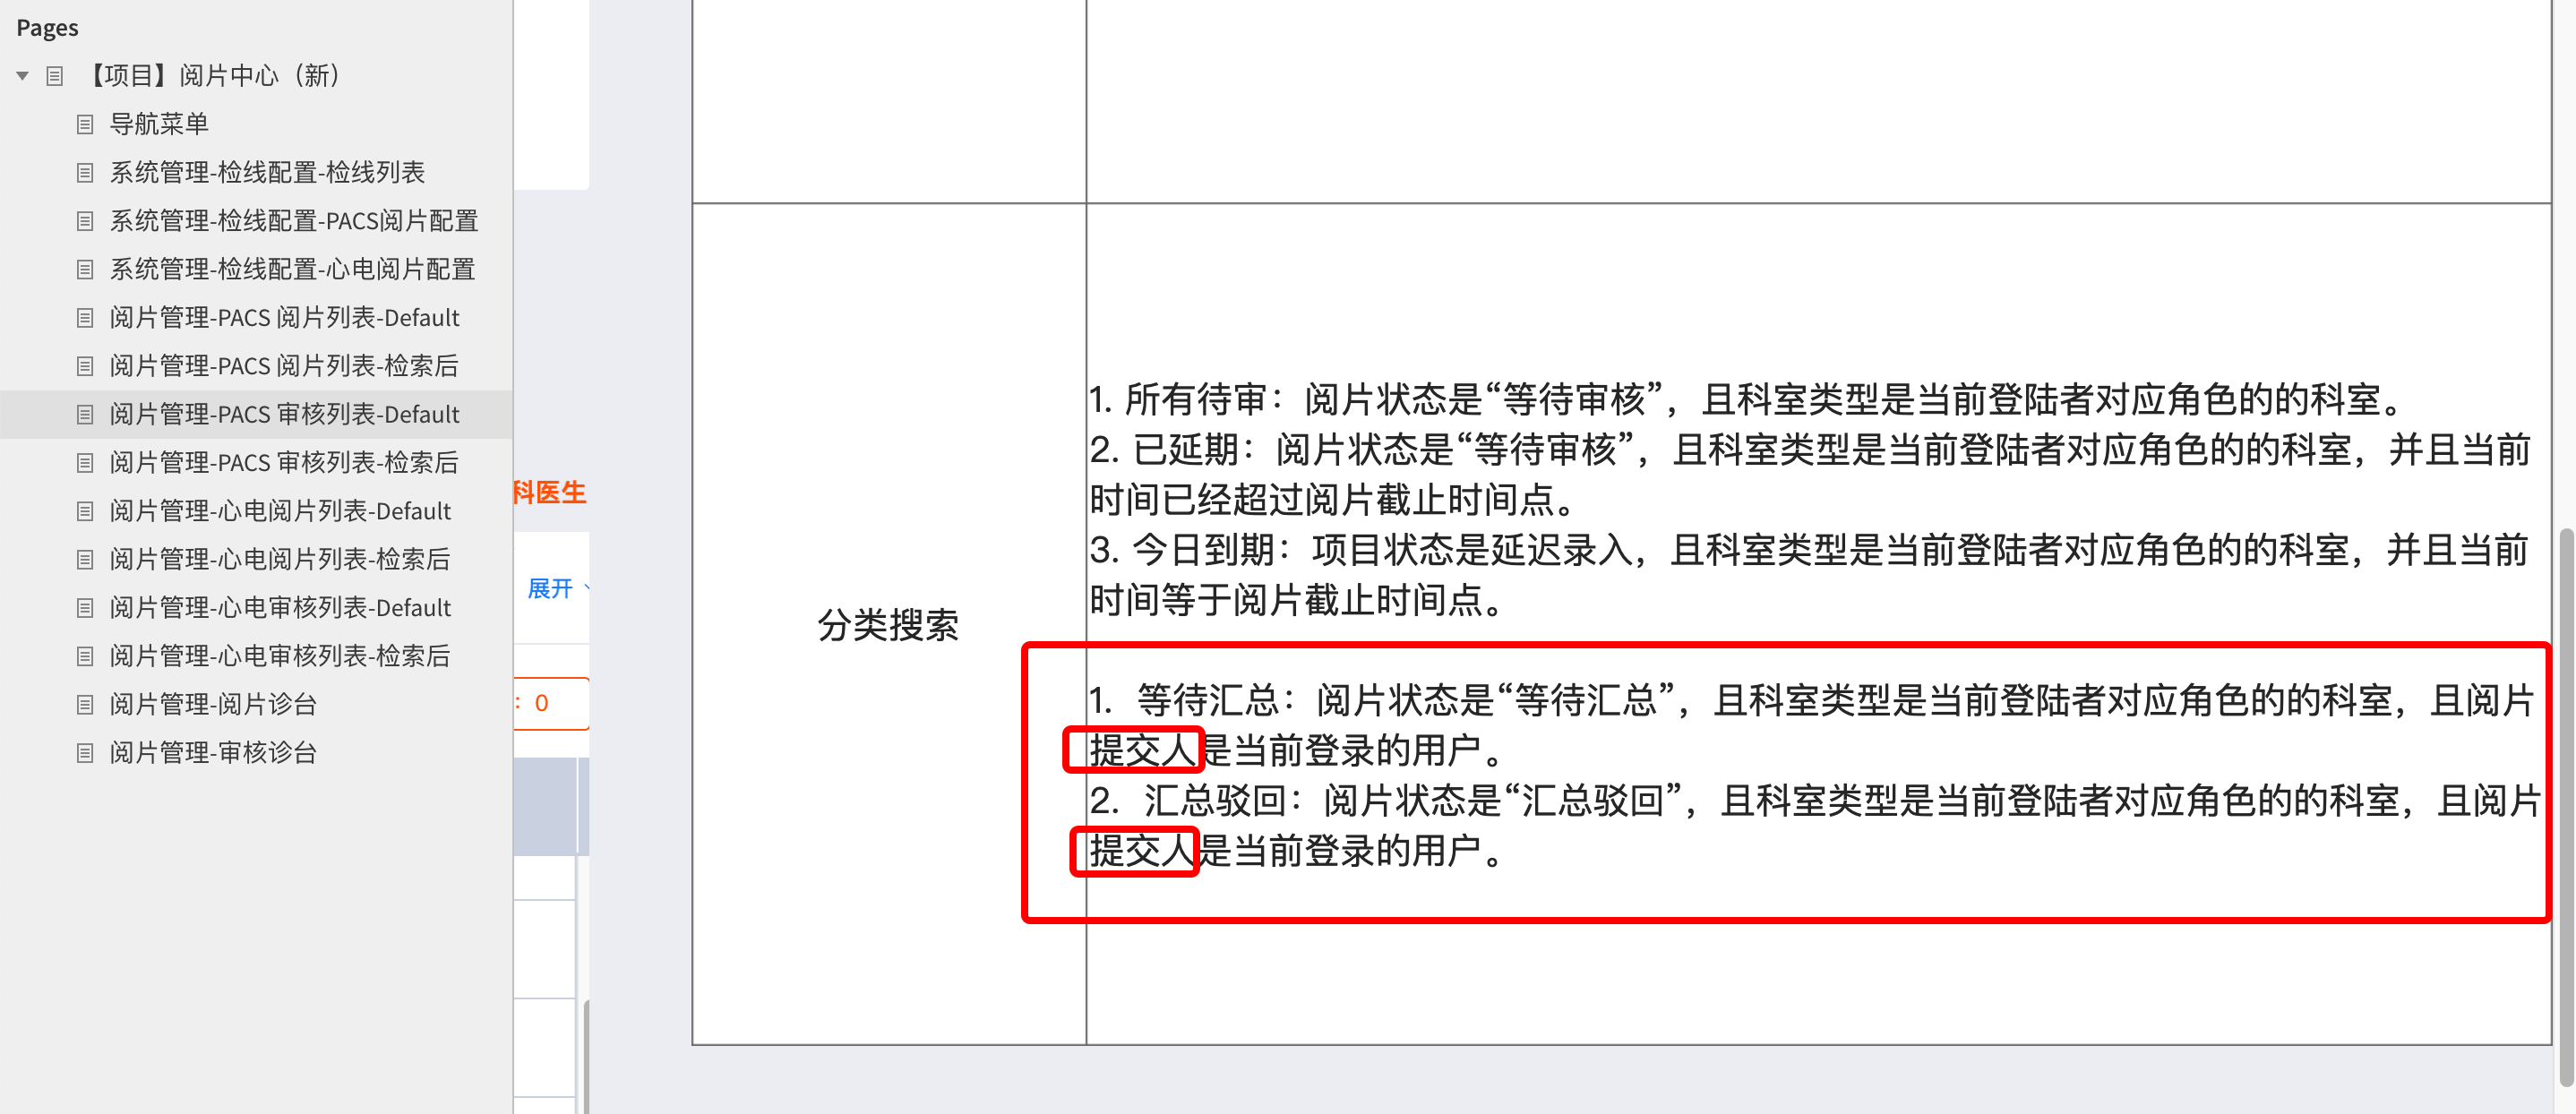 Pages
【项目】阅片中心（新）
导航菜单
系统管理-检线配置-检线列表
系统管理-检线配置-PACS阅片配置
系统管理-检线配置-心电阅片配置
阅片管理-PACS 阅片列表-Default
阅片管理-PACS 阅片列表-检索后
阅片管理-PACS 审核列表-Default
阅片管理-PACS 审核列表-检索后
阅片管理-心电阅片列表-Default
阅片管理-心电阅片列表-检索后
阅片管理-心电审核列表-Default
阅片管理-心电审核列表-检索后
阅片管理-阅片诊台
阅片管理-审核诊台
科医生
展开
：0
分类搜索
1. 所有待审：阅片状态是“等待审核”，且科室类型是当前登陆者对应角色的的科室。
2. 已延期：阅片状态是“等待审核”，且科室类型是当前登陆者对应角色的的科室，并且当前
时间已经超过阅片截止时间点。
3. 今日到期：项目状态是延迟录入，且科室类型是当前登陆者对应角色的的科室，并且当前
时间等于阅片截止时间点。
1. 等待汇总：阅片状态是“等待汇总”，且科室类型是当前登陆者对应角色的的科室，且阅片
提交人是当前登录的用户。
2. 汇总驳回：阅片状态是“汇总驳回”，且科室类型是当前登陆者对应角色的的科室，且阅片
提交人是当前登录的用户。